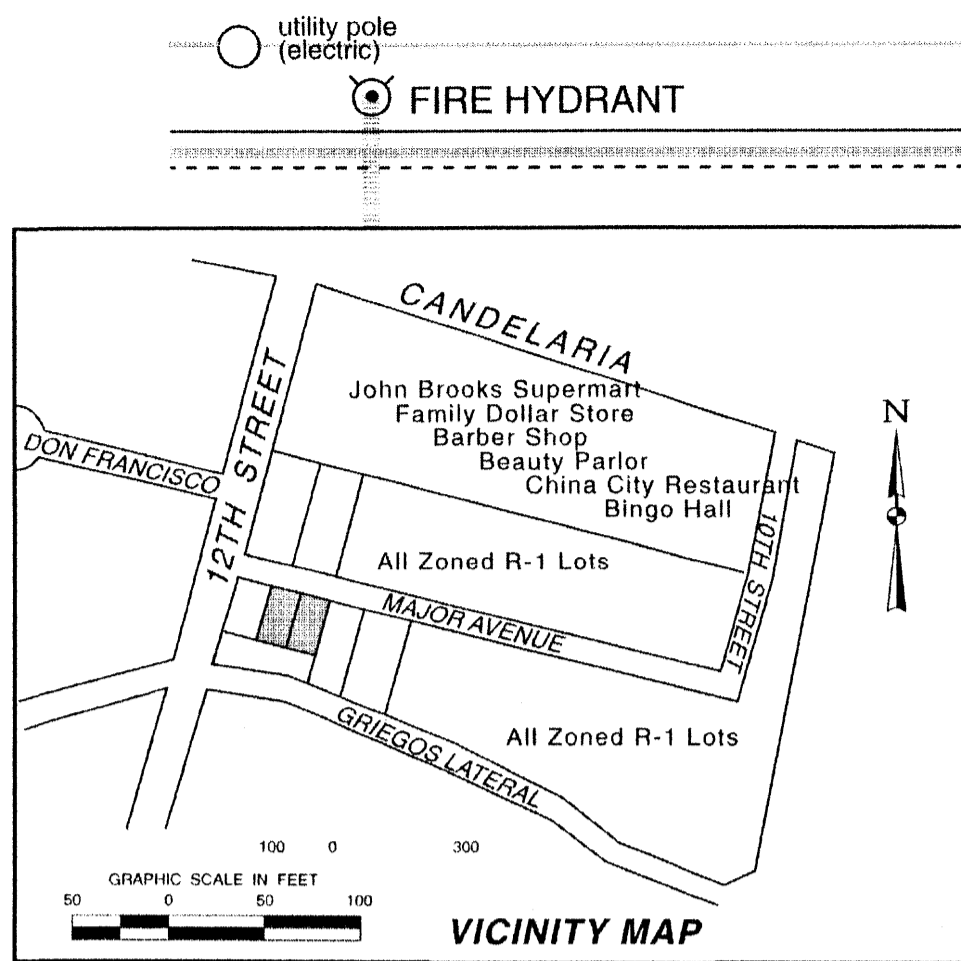 utility pole
(electric)
FIRE HYDRANT
CANDELARIA
12TH STREET
John Brooks Supermart
Family Dollar Store
Barber Shop
Beauty Parlor
China City Restaurant
Bingo Hall
N
DON FRANCISCO
10TH STREET
All Zoned R-1 Lots
MAJOR AVENUE
GRIEGOS LATERAL
All Zoned R-1 Lots
100 0 300
GRAPHIC SCALE IN FEET
50 0 50 100
VICINITY MAP